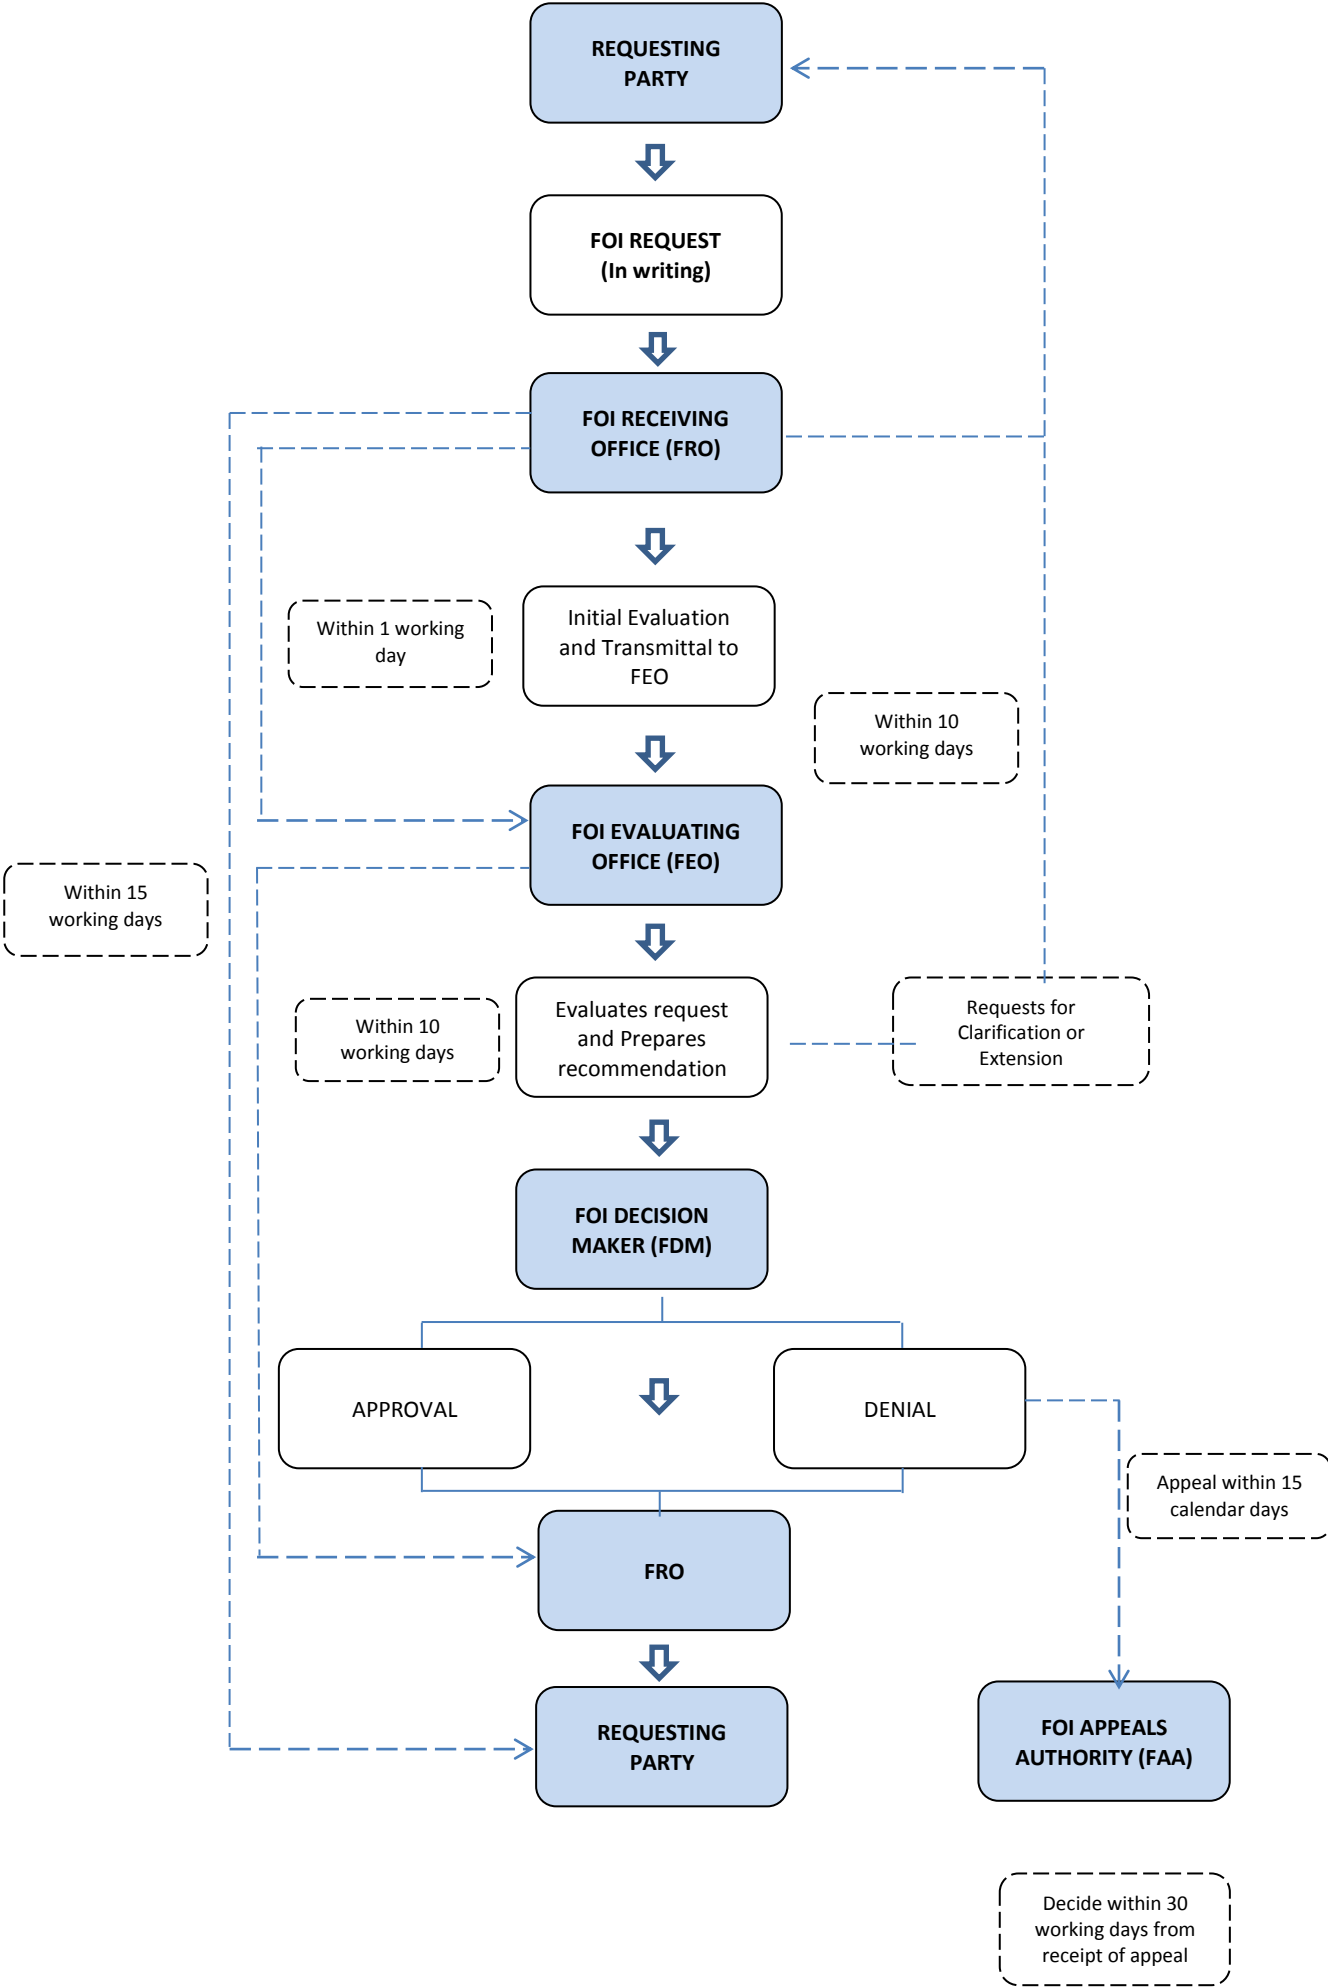 REQUESTING
PARTY
FOI REQUEST
(In writing)
FOI RECEIVING
OFFICE (FRO)
Within 1 working
day
Initial Evaluation
and Transmittal to
FEO
Within 10
working days
FOI EVALUATING
OFFICE (FEO)
Within 15
working days
Within 10
working days
Evaluates request
and Prepares
recommendation
Requests for
Clarification or
Extension
FOI DECISION
MAKER (FDM)
APPROVAL
DENIAL
Appeal within 15
calendar days
FRO
REQUESTING
PARTY
FOI APPEALS
AUTHORITY (FAA)
Decide within 30
working days from
receipt of appeal